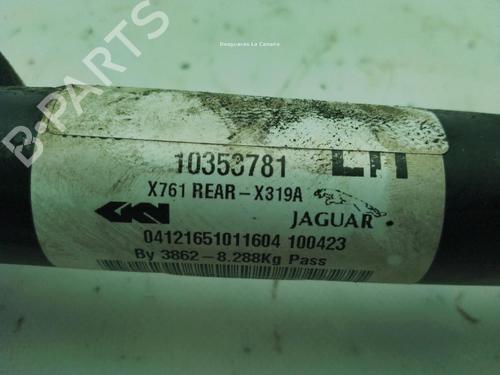 Desguaces La Cabaña
B-PARTS
10353781 LH
X761 REAR-X319A
GKN JAGUAR
04121651011604 100423
By 3862-8.288Kg Pass